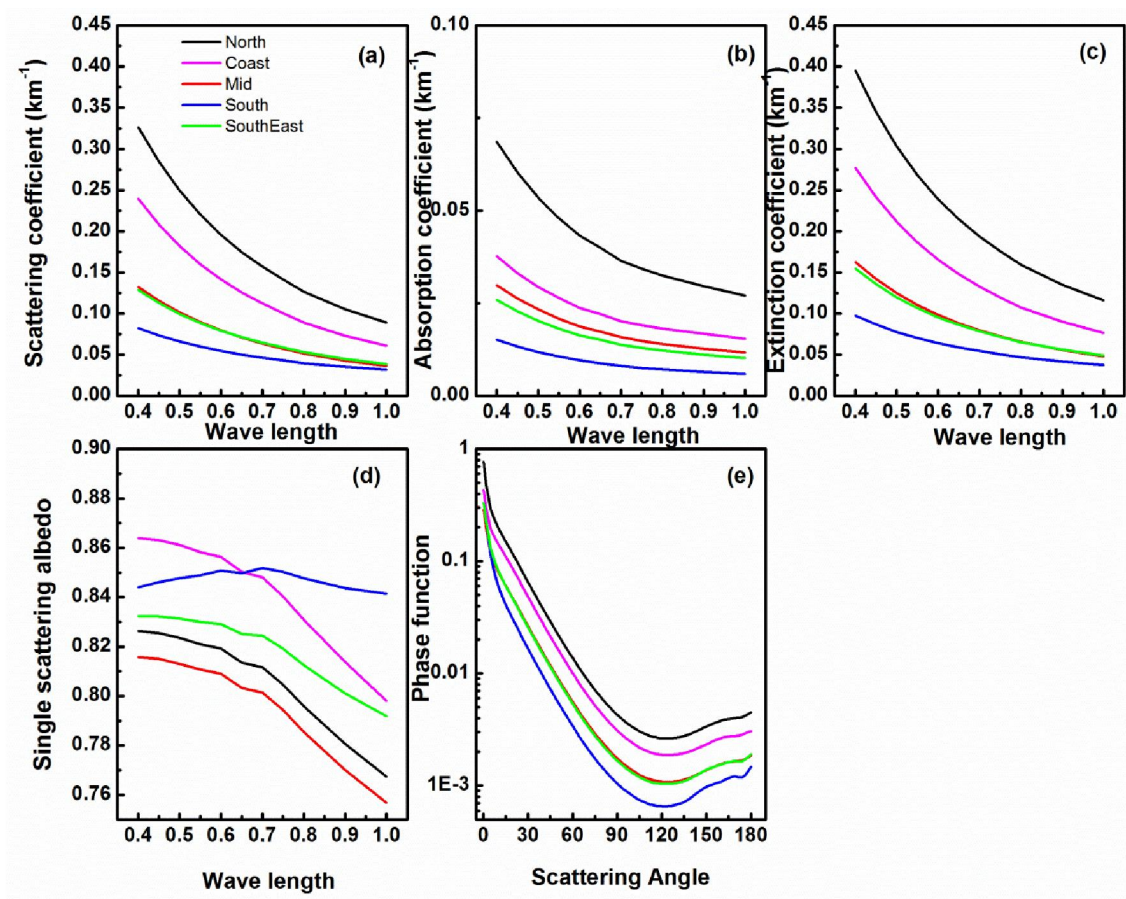 Scattering coefficient (km⁻¹)
0.45
0.40
0.35
0.30
0.25
0.20
0.15
0.10
0.05
0.00
North
Coast
Mid
South
SouthEast
(a)
0.4 0.5 0.6 0.7 0.8 0.9 1.0
Wave length
Absorption coefficient (km⁻¹)
0.10
0.05
0.00
(b)
0.4 0.5 0.6 0.7 0.8 0.9 1.0
Wave length
Extinction coefficient (km⁻¹)
0.45
0.40
0.35
0.30
0.25
0.20
0.15
0.10
0.05
0.00
(c)
0.4 0.5 0.6 0.7 0.8 0.9 1.0
Wave length
Single scattering albedo
0.90
0.88
0.86
0.84
0.82
0.80
0.78
0.76
(d)
0.4 0.5 0.6 0.7 0.8 0.9 1.0
Wave length
Phase function
1
0.1
0.01
1E-3
(e)
0 30 60 90 120 150 180
Scattering Angle